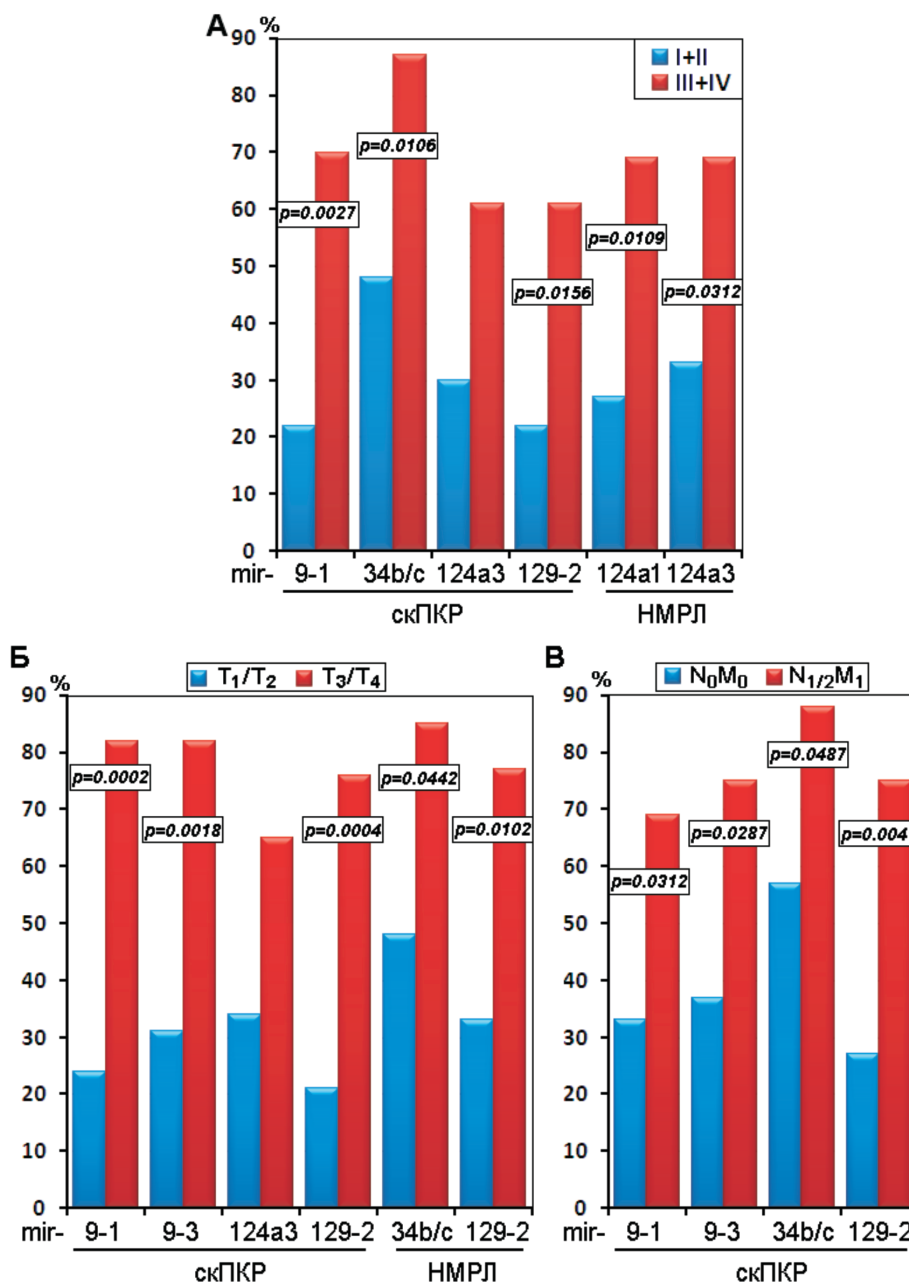 А
%
90
80
70
60
50
40
30
20
10
0
I+II
III+IV
p=0.0027
p=0.0106
p=0.0156
p=0.0109
p=0.0312
mir- 9-1 34b/c 124a3 129-2 124a1 124a3
скПКР НМРЛ
Б
%
T1/T2 T3/T4
90
80
70
60
50
40
30
20
10
0
p=0.0002
p=0.0018
p=0.0004
p=0.0442
p=0.0102
mir- 9-1 9-3 124a3 129-2 34b/c 129-2
скПКР НМРЛ
В
%
N0M0 N1/2M1
90
80
70
60
50
40
30
20
10
0
p=0.0312
p=0.0287
p=0.0487
p=0.004
mir- 9-1 9-3 34b/c 129-2
скПКР